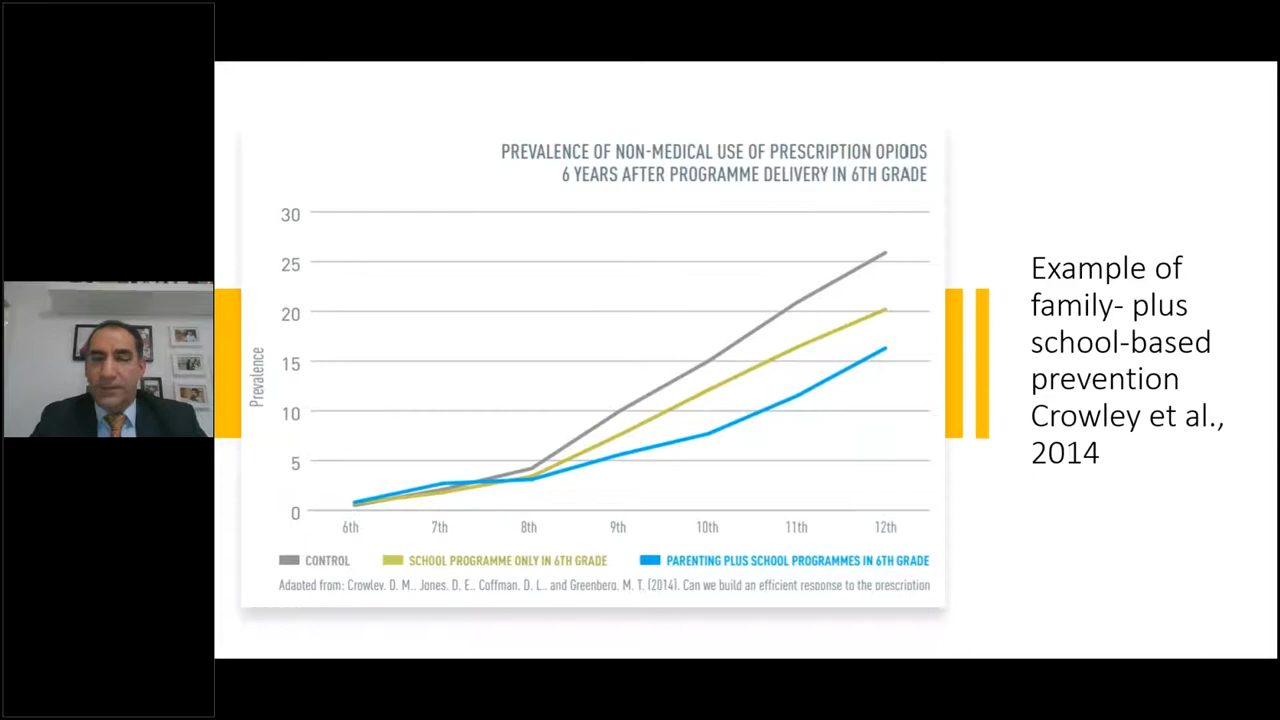 PREVALENCE OF NON-MEDICAL USE OF PRESCRIPTION OPIODS
6 YEARS AFTER PROGRAMME DELIVERY IN 6TH GRADE
30
25
20
15
10
5
0
Prevalence
6th
7th
8th
9th
10th
11th
12th
CONTROL
SCHOOL PROGRAMME ONLY IN 6TH GRADE
PARENTING PLUS SCHOOL PROGRAMMES IN 6TH GRADE
Adapted from: Crowley, D. M., Jones, D. E., Coffman, D. L., and Greenberg, M. T. (2014). Can we build an efficient response to the prescription
Example of
family- plus
school-based
prevention
Crowley et al.,
2014